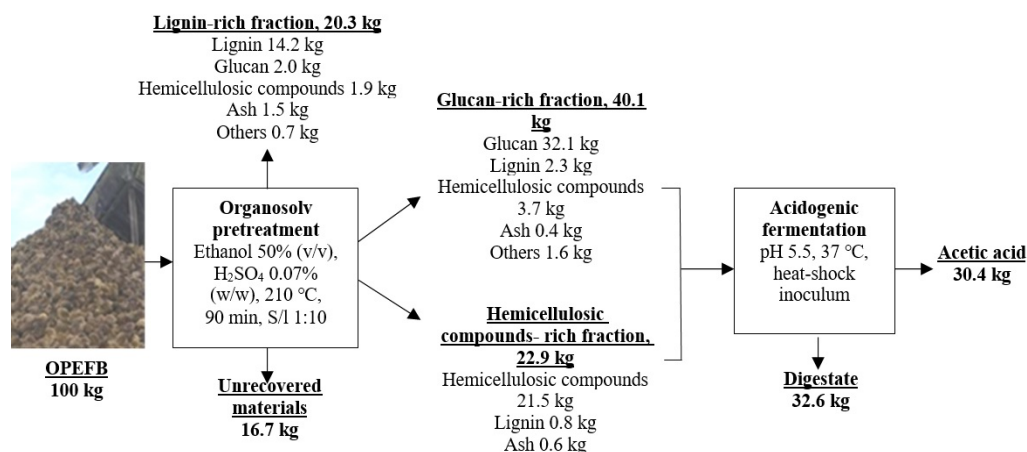 Lignin-rich fraction, 20.3 kg
Lignin 14.2 kg
Glucan 2.0 kg
Hemicellulosic compounds 1.9 kg
Ash 1.5 kg
Others 0.7 kg
OPEFB
100 kg
Organosolv
pretreatment
Ethanol 50% (v/v),
H₂SO₄ 0.07%
(w/w), 210 °C,
90 min, S/l 1:10
Unrecovered
materials
16.7 kg
Glucan-rich fraction, 40.1
kg
Glucan 32.1 kg
Lignin 2.3 kg
Hemicellulosic compounds
3.7 kg
Ash 0.4 kg
Others 1.6 kg
Hemicellulosic
compounds- rich fraction,
22.9 kg
Hemicellulosic compounds
21.5 kg
Lignin 0.8 kg
Ash 0.6 kg
Acidogenic
fermentation
pH 5.5, 37 °C,
heat-shock
inoculum
Acetic acid
30.4 kg
Digestate
32.6 kg